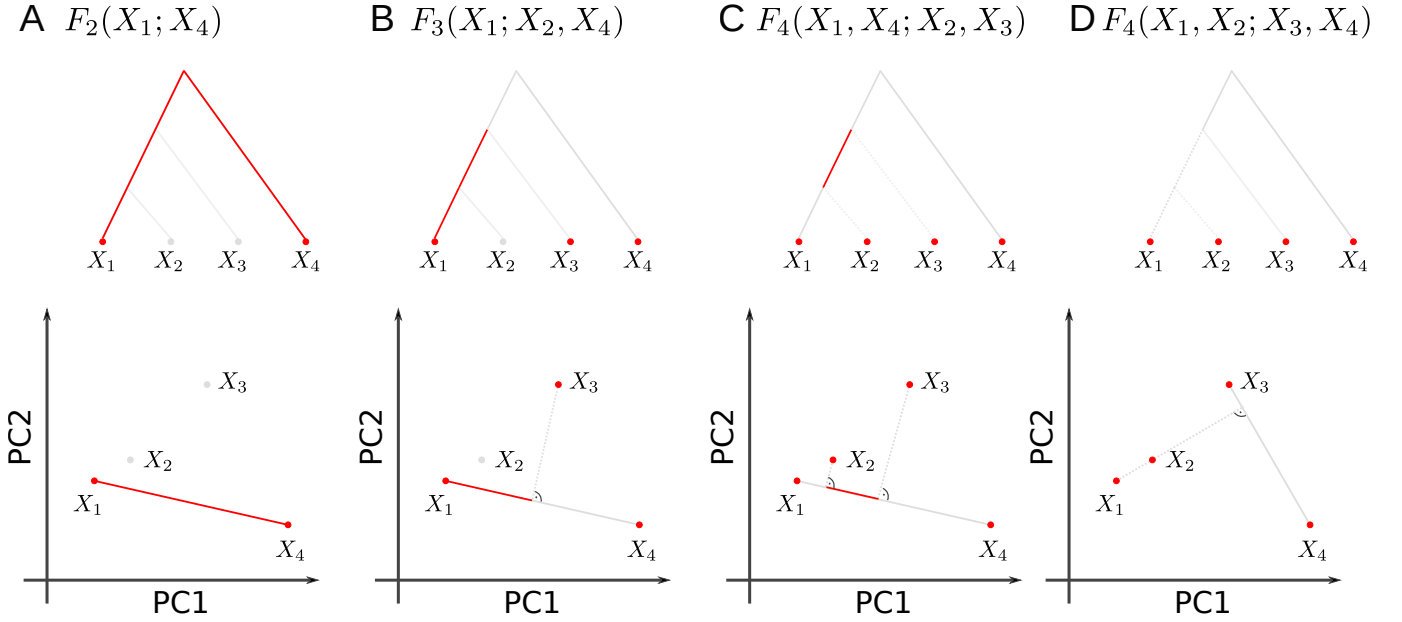 A F₂(X₁; X₄)
B F₃(X₁; X₂, X₄)
C F₄(X₁, X₄; X₂, X₃)
D F₄(X₁, X₂; X₃, X₄)
X₁ X₂ X₃ X₄
X₁ X₂ X₃ X₄
X₁ X₂ X₃ X₄
X₁ X₂ X₃ X₄
PC2
X₃
X₂
X₁
X₄
PC1
PC2
X₃
X₂
X₁
X₄
PC1
PC2
X₃
X₂
X₁
X₄
PC1
PC2
X₃
X₂
X₁
X₄
PC1